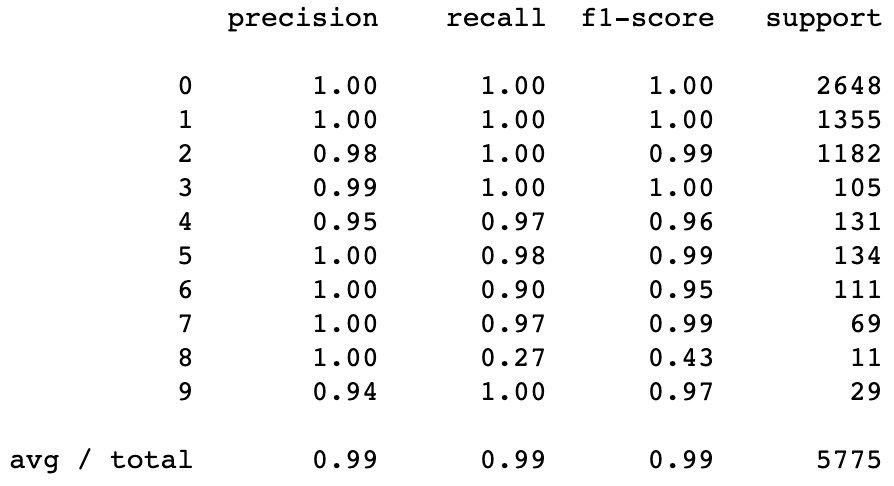 precision recall f1-score support
0 1.00 1.00 1.00 2648
1 1.00 1.00 1.00 1355
2 0.98 1.00 0.99 1182
3 0.99 1.00 1.00 105
4 0.95 0.97 0.96 131
5 1.00 0.98 0.99 134
6 1.00 0.90 0.95 111
7 1.00 0.97 0.99 69
8 1.00 0.27 0.43 11
9 0.94 1.00 0.97 29
avg / total 0.99 0.99 0.99 5775